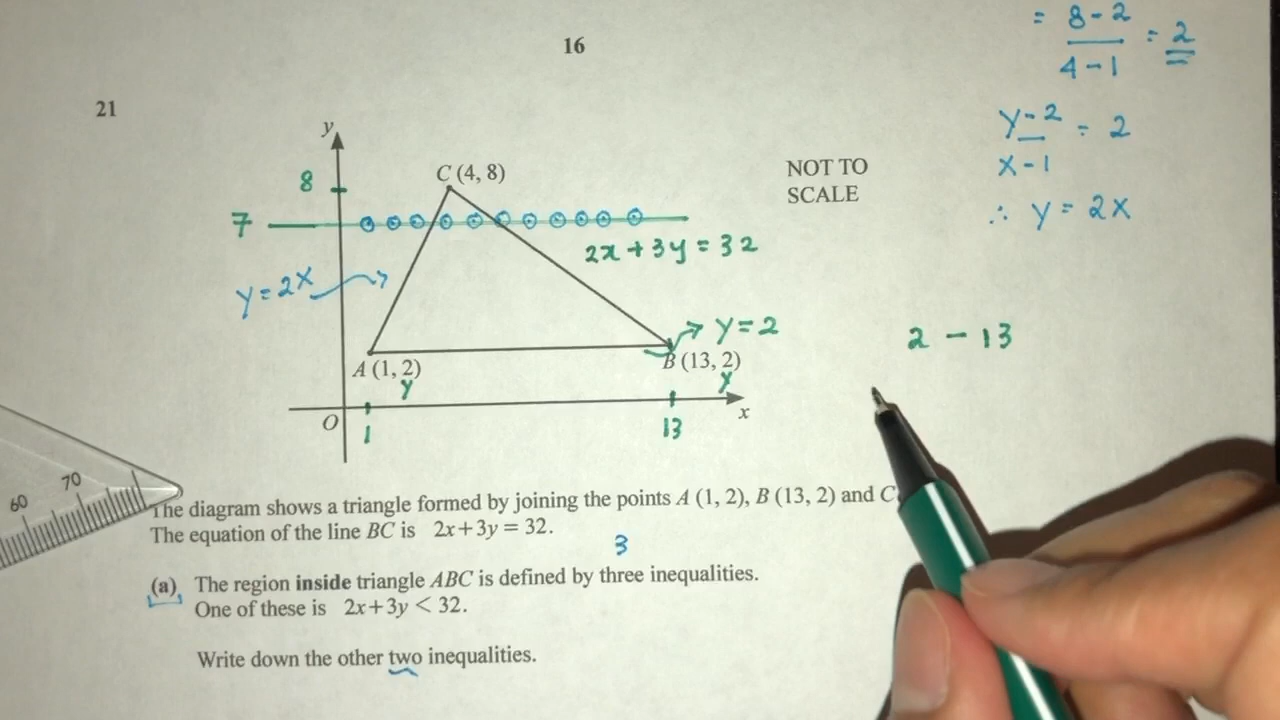 = 8-2 / 4-1 = 2
16
21
y
C (4, 8)
NOT TO
SCALE
y-2 / x-1 = 2
8
7
∴ y = 2x
2x + 3y = 32
y = 2x
y = 2
2 - 13
A (1, 2)
B (13, 2)
y
y
O
x
1
13
60 70
The diagram shows a triangle formed by joining the points A (1, 2), B (13, 2) and C
The equation of the line BC is 2x+3y = 32.
3
(a) The region inside triangle ABC is defined by three inequalities.
One of these is 2x+3y < 32.
Write down the other two inequalities.